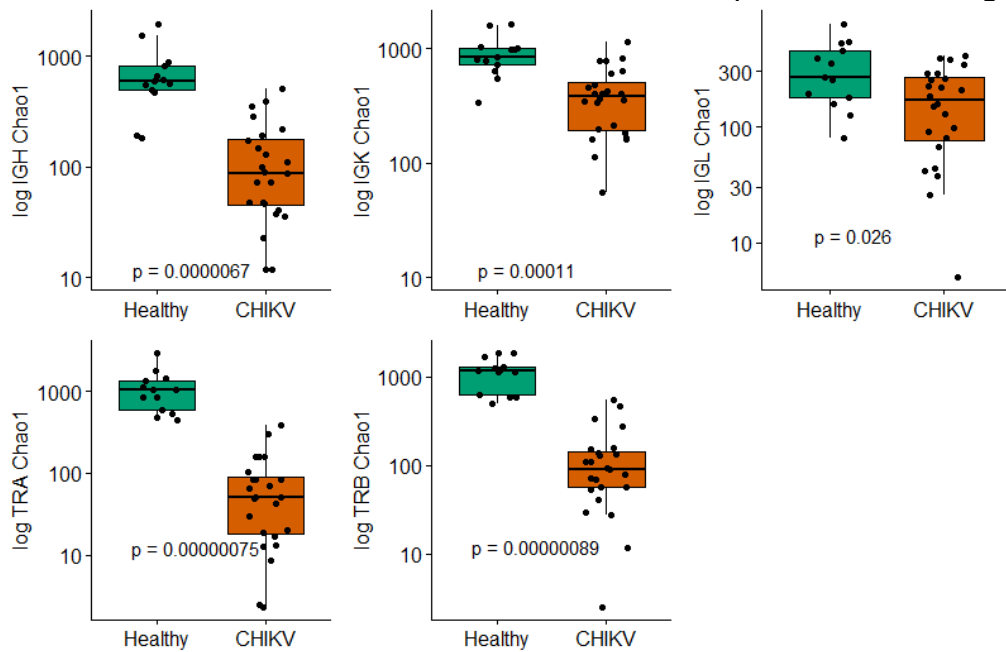 log IGH Chao1
1000
100
10
p = 0.0000067
Healthy
CHIKV
log IGK Chao1
1000
100
10
p = 0.00011
Healthy
CHIKV
log IGL Chao1
300
100
30
10
p = 0.026
Healthy
CHIKV
log TRA Chao1
1000
100
10
p = 0.00000075
Healthy
CHIKV
log TRB Chao1
1000
100
10
p = 0.00000089
Healthy
CHIKV